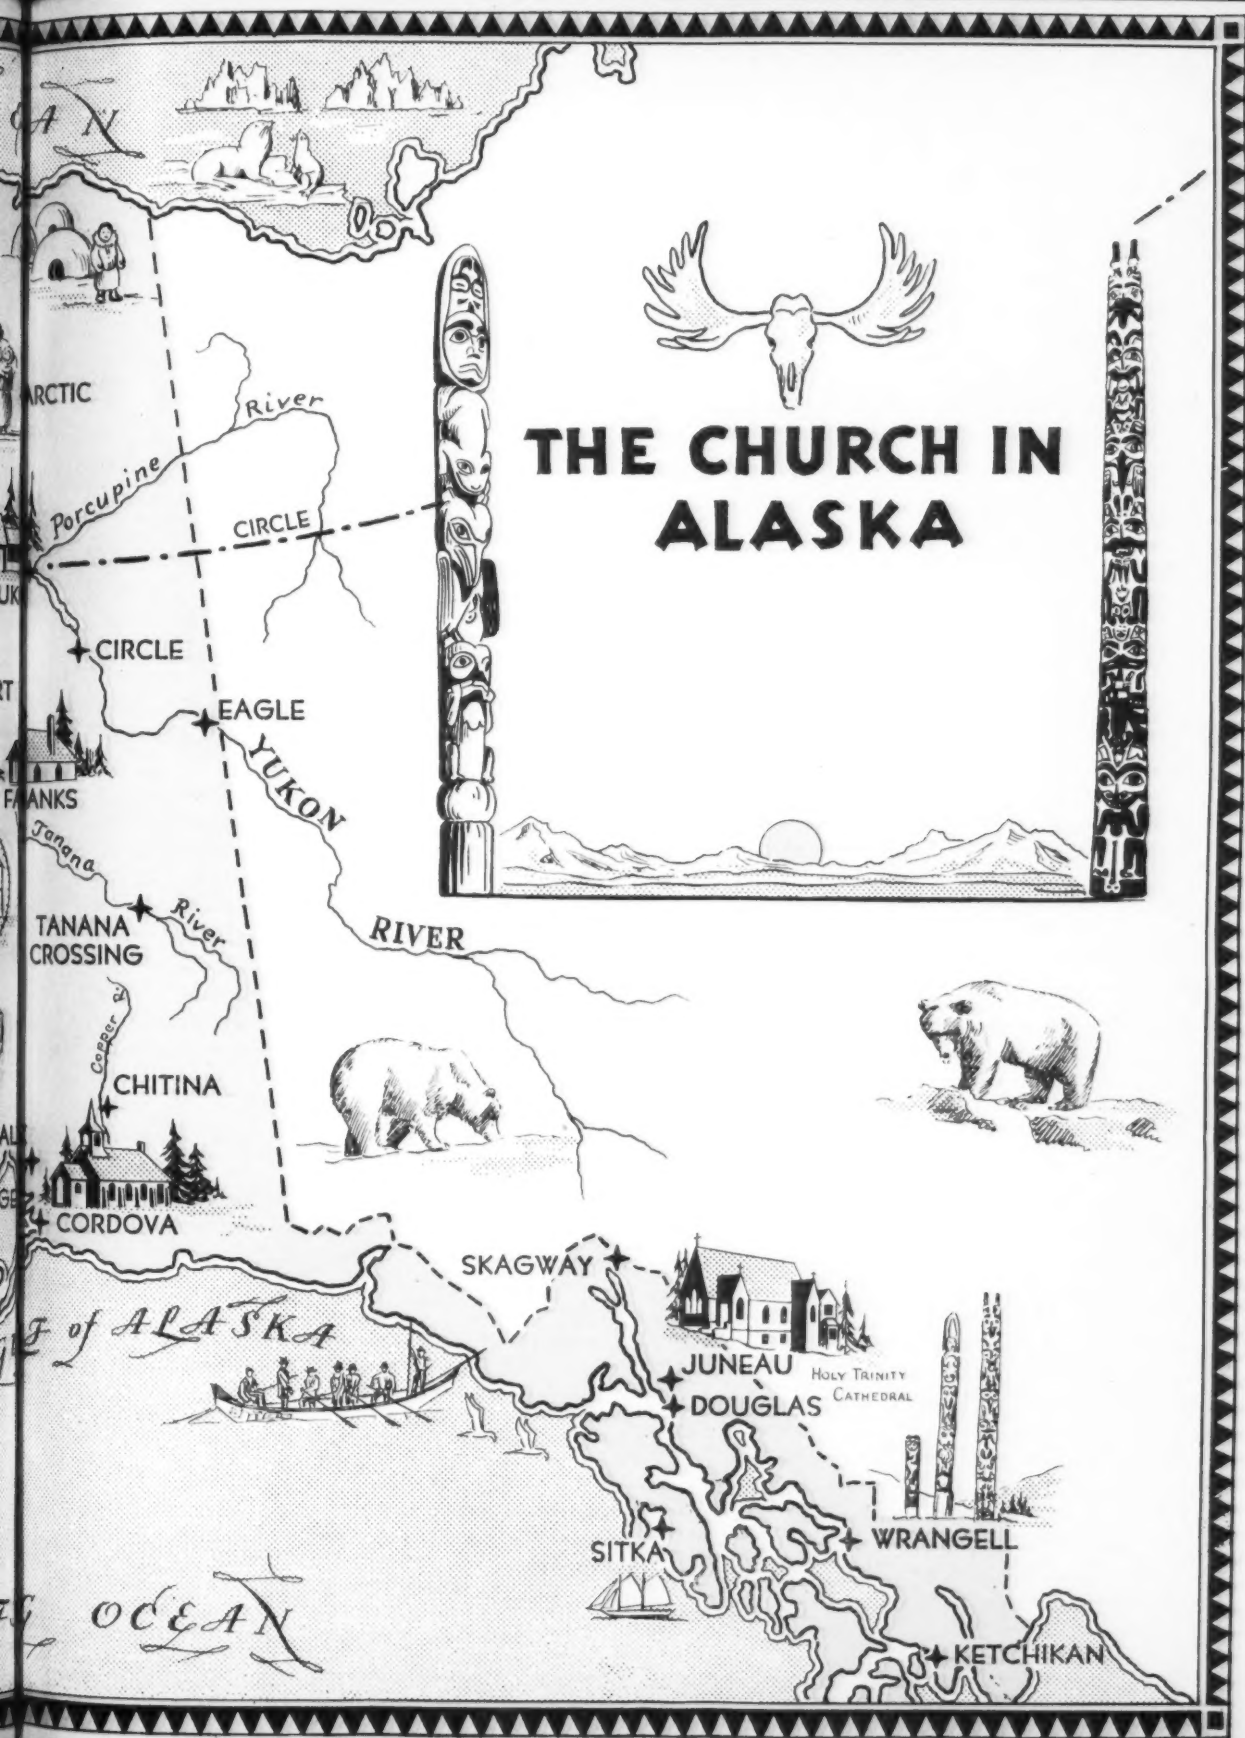 THE CHURCH IN
ALASKA
ARCTIC
Porcupine
River
CIRCLE
CIRCLE
EAGLE
YUKON
RIVER
Tanana
River
TANANA
CROSSING
Copper R.
CHITINA
CORDOVA
SKAGWAY
of ALASKA
JUNEAU
HOLY TRINITY
CATHEDRAL
DOUGLAS
SITKA
WRANGELL
OCEAN
KETCHIKAN